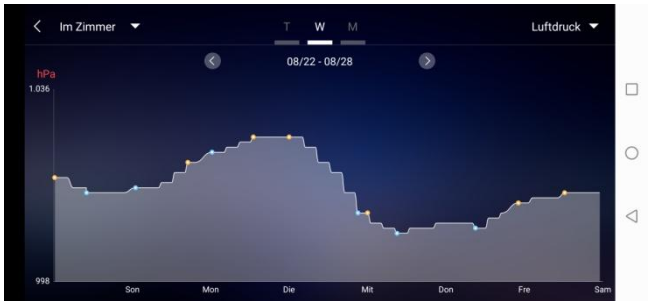 Im Zimmer
T W M
Luftdruck
08/22 - 08/28
hPa
1.036
998
Son Mon Die Mit Don Fre Sam